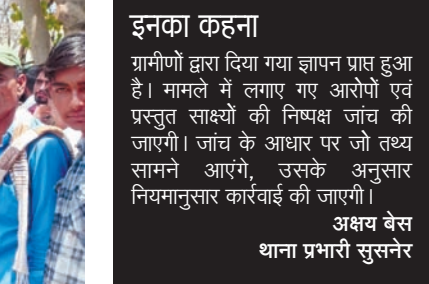 इनका कहना
ग्रामीणों द्वारा दिया गया ज्ञापन प्राप्त हुआ
है। मामले में लगाए गए आरोपों एवं
प्रस्तुत साक्ष्यों की निष्पक्ष जांच की
जाएगी। जांच के आधार पर जो तथ्य
सामने आएंगे, उसके अनुसार
नियमानुसार कार्रवाई की जाएगी।
अक्षय बेस
थाना प्रभारी सुसनेर